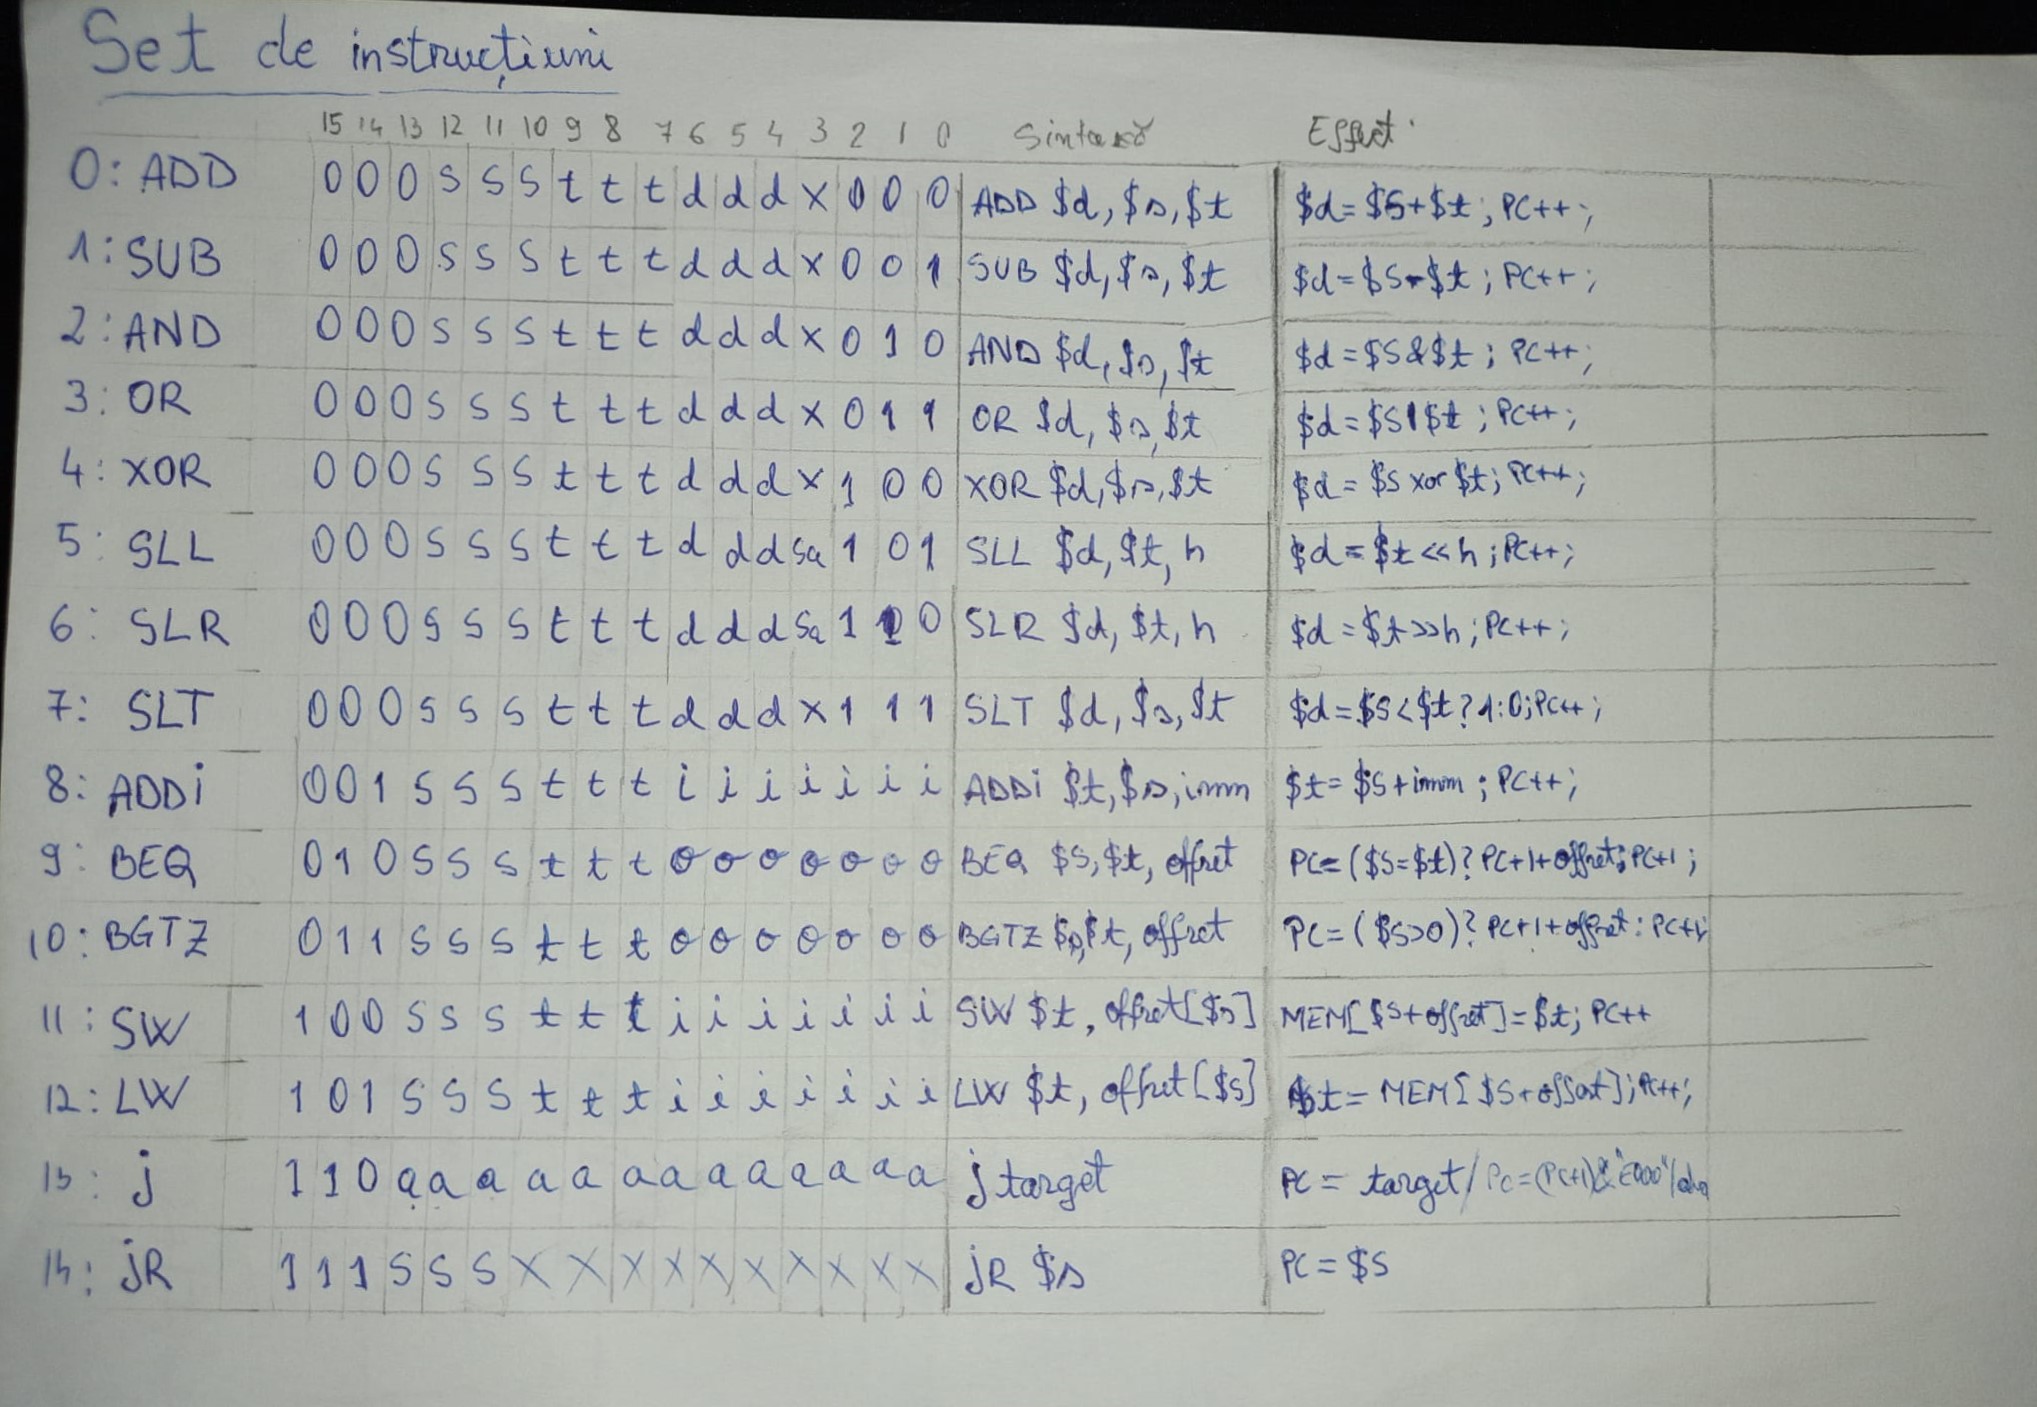 Set de instrucțiuni
15 14 13 12 11 10 9 8 7 6 5 4 3 2 1 0 Sintaxă Effect
0: ADD 0 0 0 s s s t t t d d d x 0 0 0 ADD $d, $s, $t $d = $s + $t ; PC++ ;
1: SUB 0 0 0 s s s t t t d d d x 0 0 1 SUB $d, $s, $t $d = $s - $t ; PC++ ;
2: AND 0 0 0 s s s t t t d d d x 0 1 0 AND $d, $s, $t $d = $s & $t ; PC++ ;
3: OR 0 0 0 s s s t t t d d d x 0 1 1 OR $d, $s, $t $d = $s | $t ; PC++ ;
4: XOR 0 0 0 s s s t t t d d d x 1 0 0 XOR $d, $s, $t $d = $s xor $t ; PC++ ;
5: SLL 0 0 0 s s s t t t d d d sa 1 0 1 SLL $d, $t, h $d = $t << h ; PC++ ;
6: SLR 0 0 0 s s s t t t d d d sa 1 1 0 SLR $d, $t, h $d = $t >> h ; PC++ ;
7: SLT 0 0 0 s s s t t t d d d x 1 1 1 SLT $d, $s, $t $d = $s < $t ? 1 : 0 ; PC++ ;
8: ADDi 0 0 1 s s s t t t i i i i i i i ADDi $t, $s, imm $t = $s + imm ; PC++ ;
9: BEQ 0 1 0 s s s t t t o o o o o o o BEQ $s, $t, offset PC = ($s = $t) ? PC+1+offset ; PC+1 ;
10: BGTZ 0 1 1 s s s t t t o o o o o o o BGTZ $s, $t, offset PC = ($s > 0) ? PC+1+offset : PC+1;
11: SW 1 0 0 s s s t t t i i i i i i i SW $t, offset[$s] MEM[$s+offset] = $t ; PC++
12: LW 1 0 1 s s s t t t i i i i i i i LW $t, offset[$s] $t = MEM[$s+offset] ; PC++ ;
13: j 1 1 0 a a a a a a a a a a a a a j target PC = target / PC = (PC+1) &
14: jR 1 1 1 s s s x x x x x x x x x x jR $s PC = $s